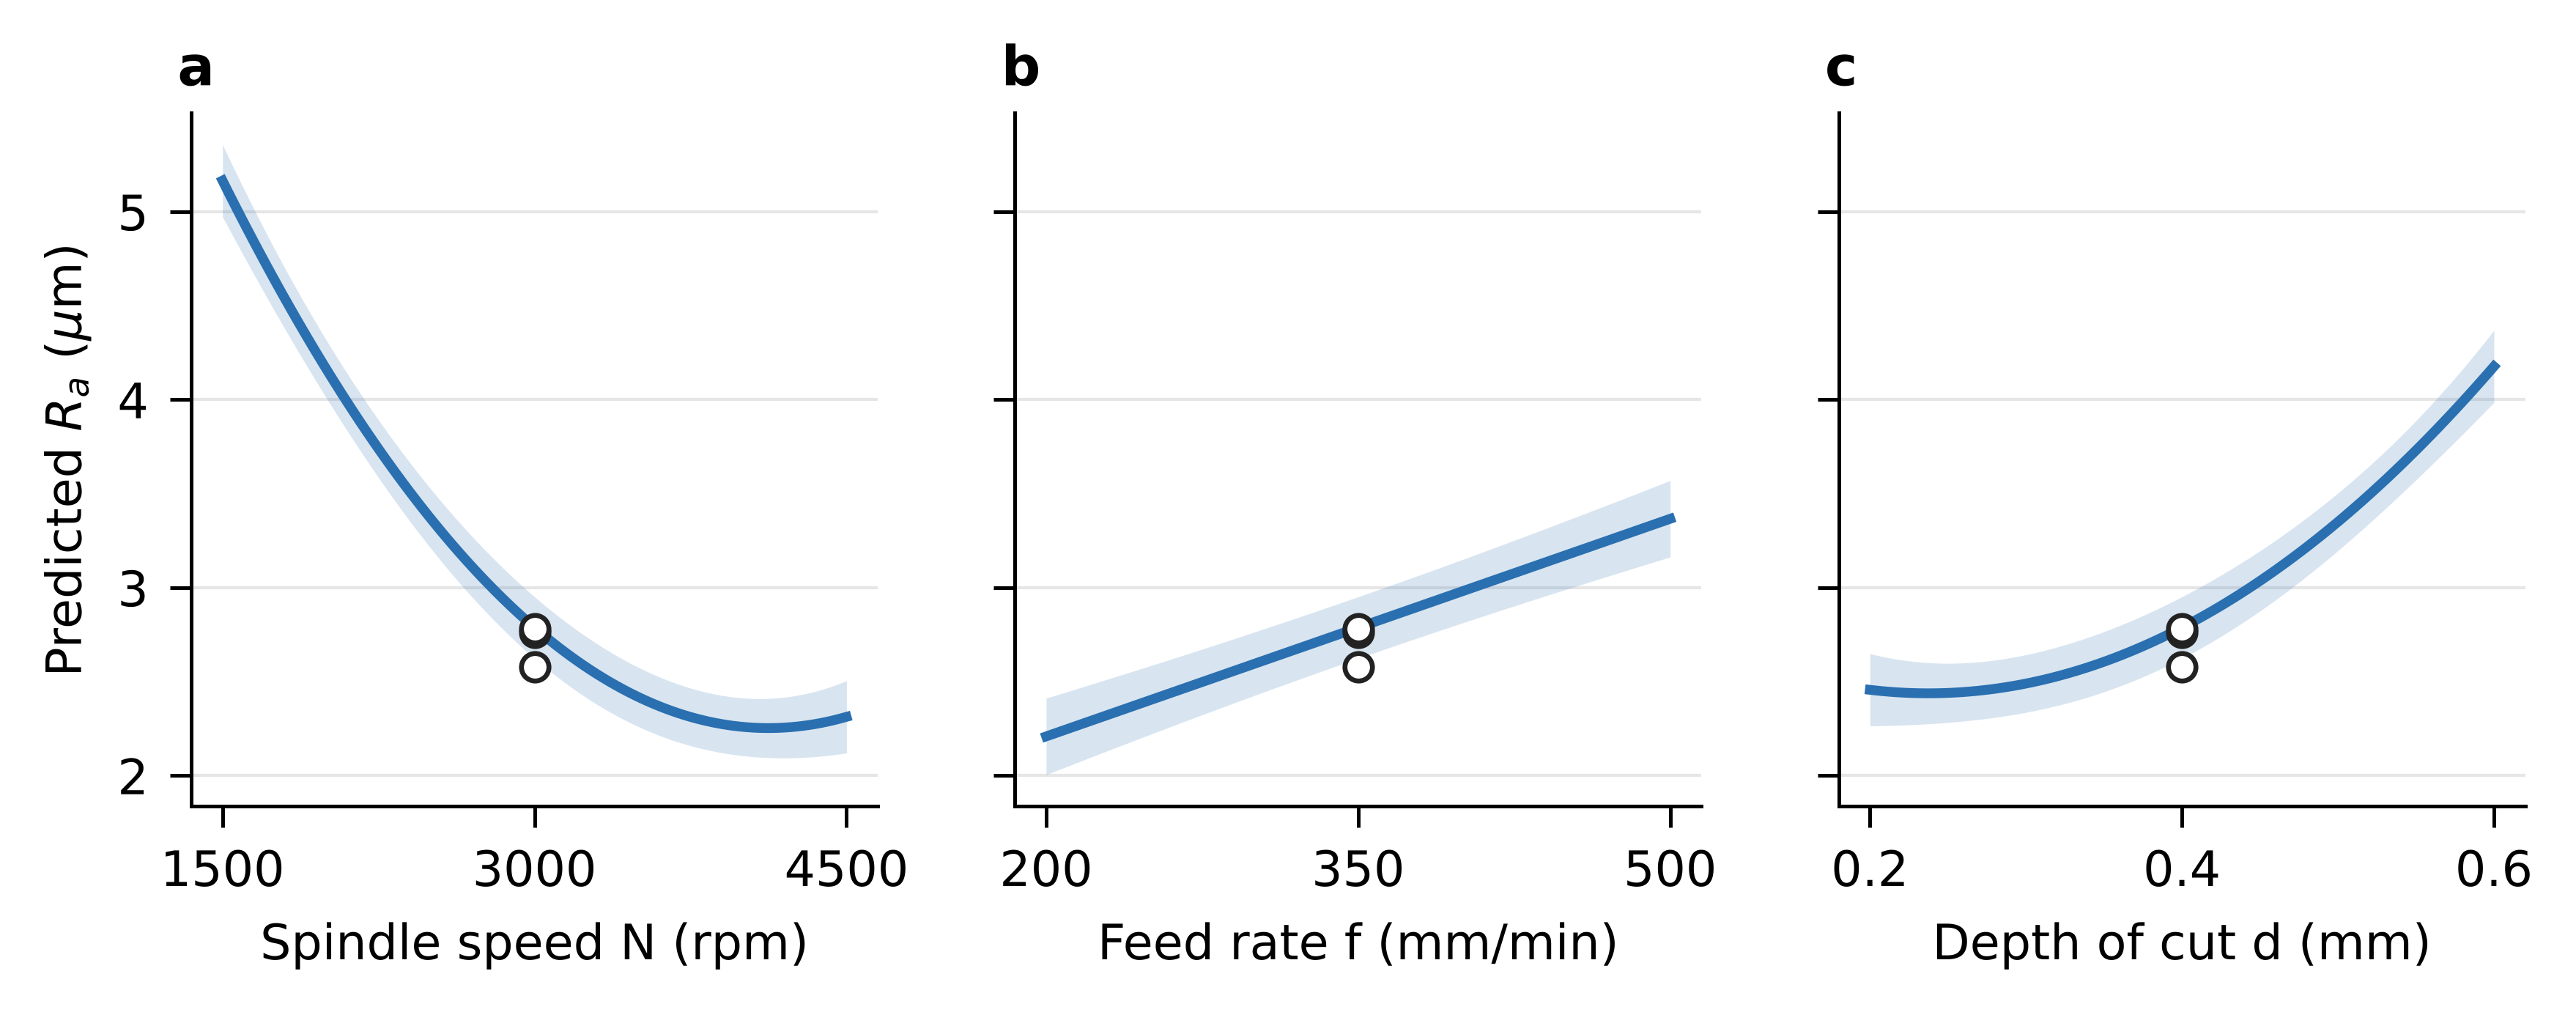 a b c
5
4
3
2
Predicted Rₐ (μm)
1500 3000 4500
200 350 500
0.2 0.4 0.6
Spindle speed N (rpm)
Feed rate f (mm/min)
Depth of cut d (mm)